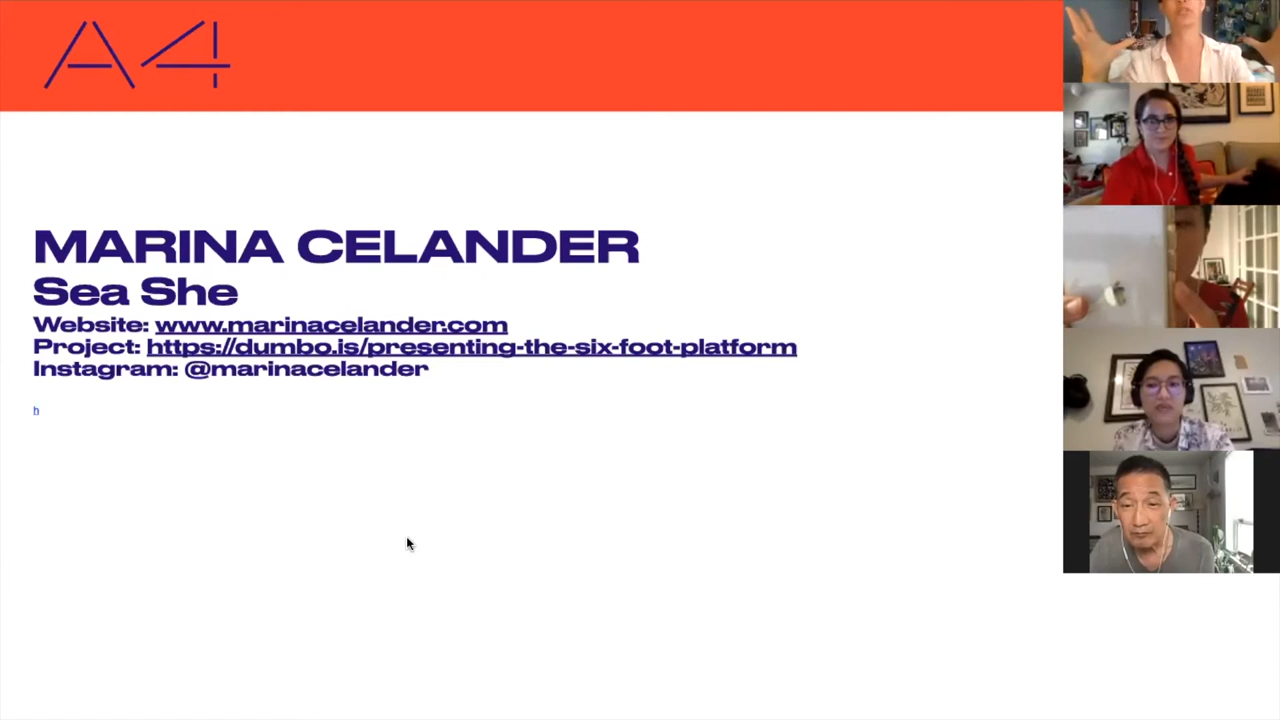 A4
MARINA CELANDER
Sea She
Website: www.marinacelander.com
Project: https://dumbo.is/presenting-the-six-foot-platform
Instagram: @marinacelander
h